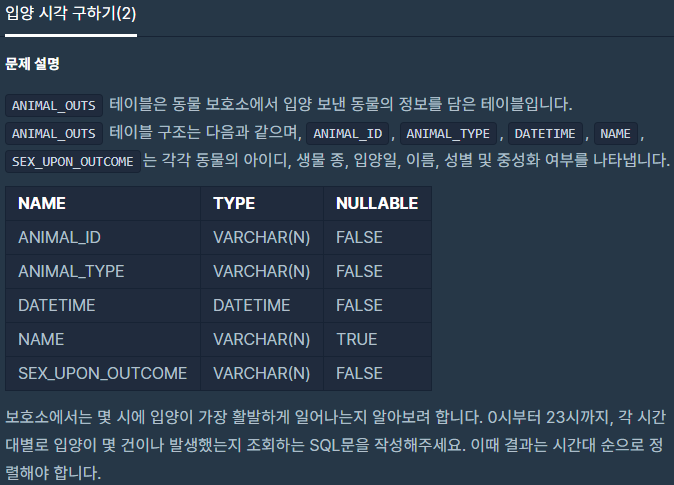 입양 시각 구하기(2)
문제 설명
ANIMAL_OUTS 테이블은 동물 보호소에서 입양 보낸 동물의 정보를 담은 테이블입니다.
ANIMAL_OUTS 테이블 구조는 다음과 같으며, ANIMAL_ID , ANIMAL_TYPE , DATETIME , NAME ,
SEX_UPON_OUTCOME 는 각각 동물의 아이디, 생물 종, 입양일, 이름, 성별 및 중성화 여부를 나타냅니다.
NAME TYPE NULLABLE
ANIMAL_ID VARCHAR(N) FALSE
ANIMAL_TYPE VARCHAR(N) FALSE
DATETIME DATETIME FALSE
NAME VARCHAR(N) TRUE
SEX_UPON_OUTCOME VARCHAR(N) FALSE
보호소에서는 몇 시에 입양이 가장 활발하게 일어나는지 알아보려 합니다. 0시부터 23시까지, 각 시간
대별로 입양이 몇 건이나 발생했는지 조회하는 SQL문을 작성해주세요. 이때 결과는 시간대 순으로 정
렬해야 합니다.